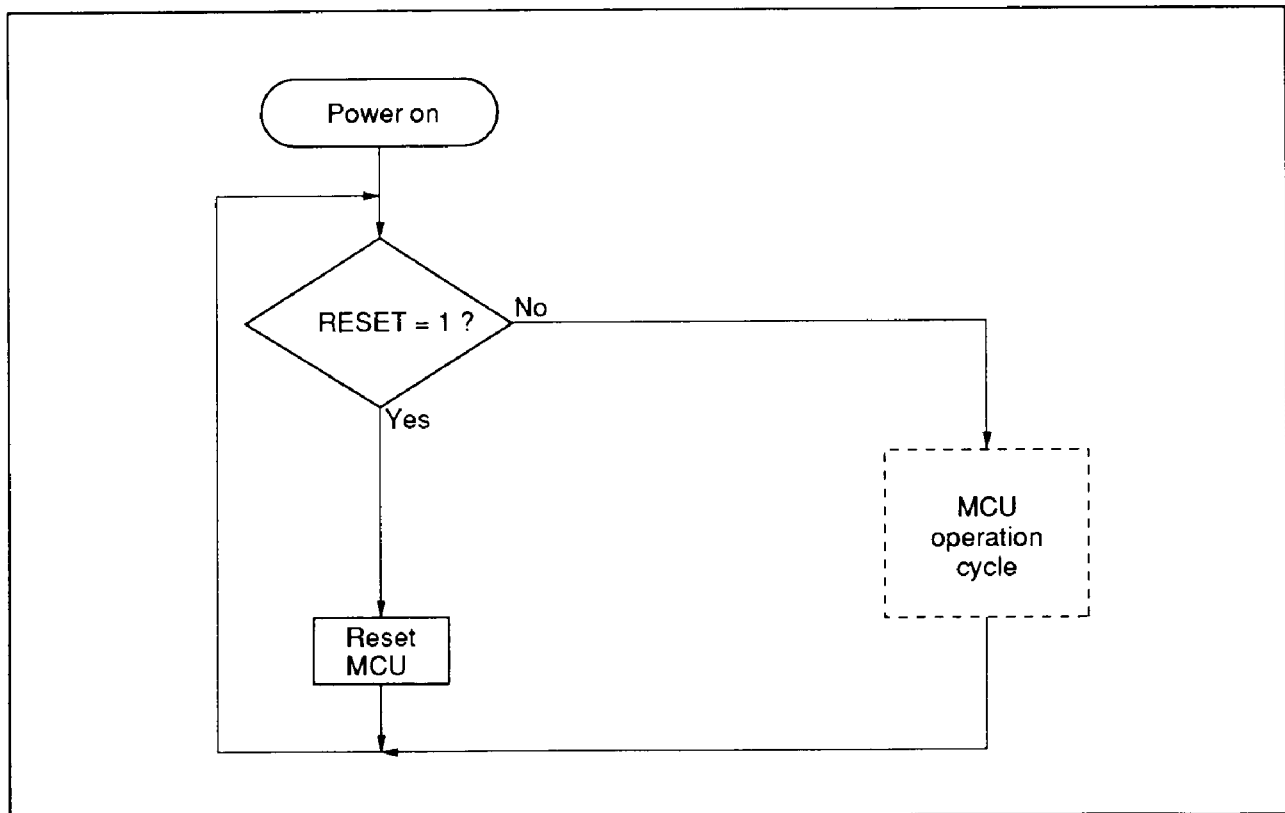 Power on
RESET = 1 ?
No
Yes
MCU
operation
cycle
Reset
MCU